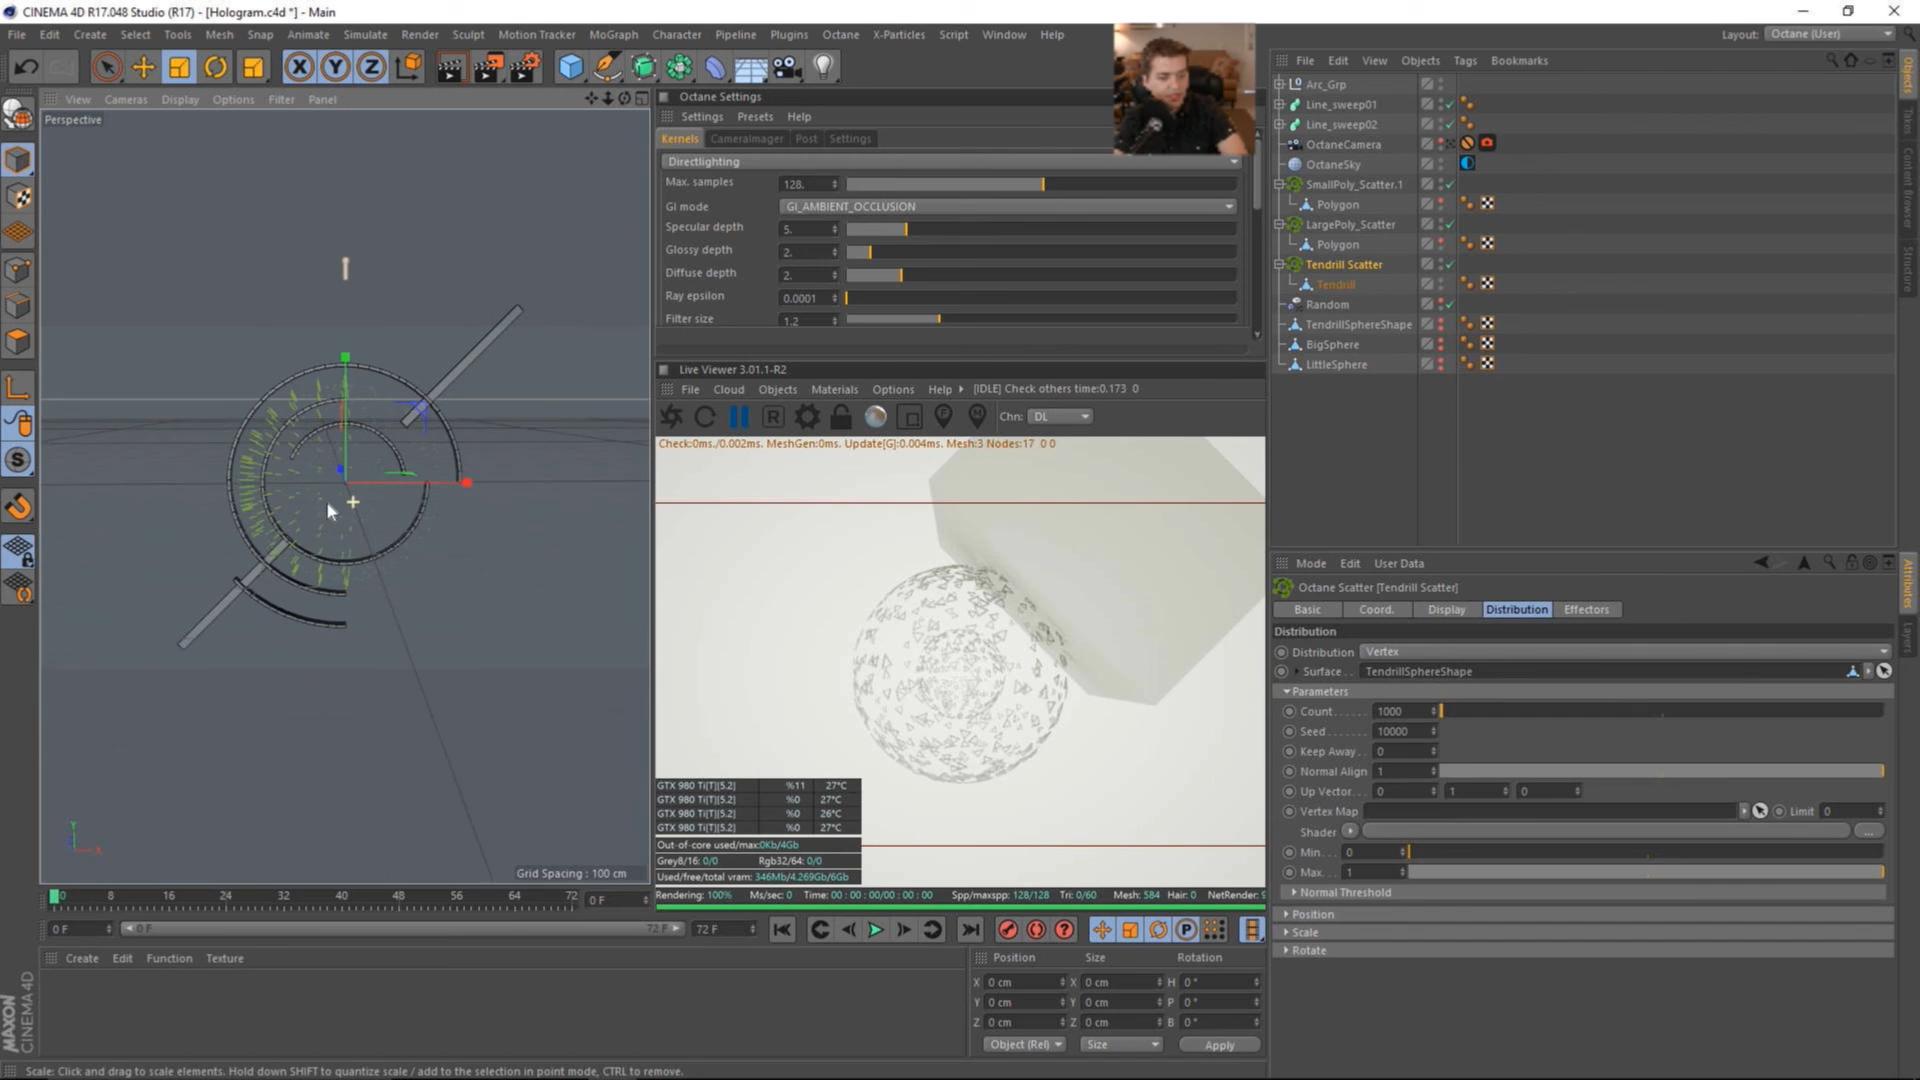 CINEMA 4D R17.048 Studio (R17) - [Hologram.c4d *] - Main
File Edit Create Select Tools Mesh Snap Animate Simulate Render Sculpt Motion Tracker MoGraph Character Pipeline Plugins Octane X-Particles Script Window Help
Layout: Octane (User)
View Cameras Display Options Filter Panel
Perspective
Grid Spacing : 100 cm
Octane Settings
Settings Presets Help
Kernels CameraImager Post Settings
Directlighting
Max. samples 128.
GI mode GI_AMBIENT_OCCLUSION
Specular depth 5.
Glossy depth 2.
Diffuse depth 2.
Ray epsilon 0.0001
Filter size 1.2
Live Viewer 3.01.1-R2
File Cloud Objects Materials Options Help [IDLE] Check others time:0.173 0
Chn: DL
Check:0ms./0.002ms. MeshGen:0ms. Update[G]:0.004ms. Mesh:3 Nodes:17 0 0
GTX 980 Ti[T][5.2] %11 27°C
GTX 980 Ti[T][5.2] %0 27°C
GTX 980 Ti[T][5.2] %0 26°C
GTX 980 Ti[T][5.2] %0 27°C
Out-of-core used/max:0Kb/4Gb
Grey8/16: 0/0 Rgb32/64: 0/0
Used/free/total vram: 346Mb/4.269Gb/6Gb
Rendering: 100% Ms/sec: 0 Time: 00 : 00 : 00/00 : 00 : 00 Spp/maxspp: 128/128 Tri: 0/60 Mesh: 584 Hair: 0 NetRender:
File Edit View Objects Tags Bookmarks
Arc_Grp
Line_sweep01
Line_sweep02
OctaneCamera
OctaneSky
SmallPoly_Scatter.1
Polygon
LargePoly_Scatter
Polygon
Tendrill Scatter
Tendrill
Random
TendrillSphereShape
BigSphere
LittleSphere
Objects
Takes
Content Browser
Structure
Mode Edit User Data
Octane Scatter [Tendrill Scatter]
Basic Coord. Display Distribution Effectors
Distribution
Distribution Vertex
Surface . . TendrillSphereShape
Parameters
Count . . . . . . 1000
Seed . . . . . . . 10000
Keep Away . . 0
Normal Align . 1
Up Vector . . . 0 1 0
Vertex Map . . Limit 0
Shader ...
Min. . . 0
Max. . . 1
Normal Threshold
Position
Scale
Rotate
Attributes
Layers
0 8 16 24 32 40 48 56 64 72 0 F
0 F 0 F 72 F 72 F
Create Edit Function Texture
Position Size Rotation
X 0 cm X 0 cm H 0 °
Y 0 cm Y 0 cm P 0 °
Z 0 cm Z 0 cm B 0 °
Object (Rel) Size Apply
MAXON CINEMA 4D
Scale: Click and drag to scale elements. Hold down SHIFT to quantize scale / add to the selection in point mode, CTRL to remove.